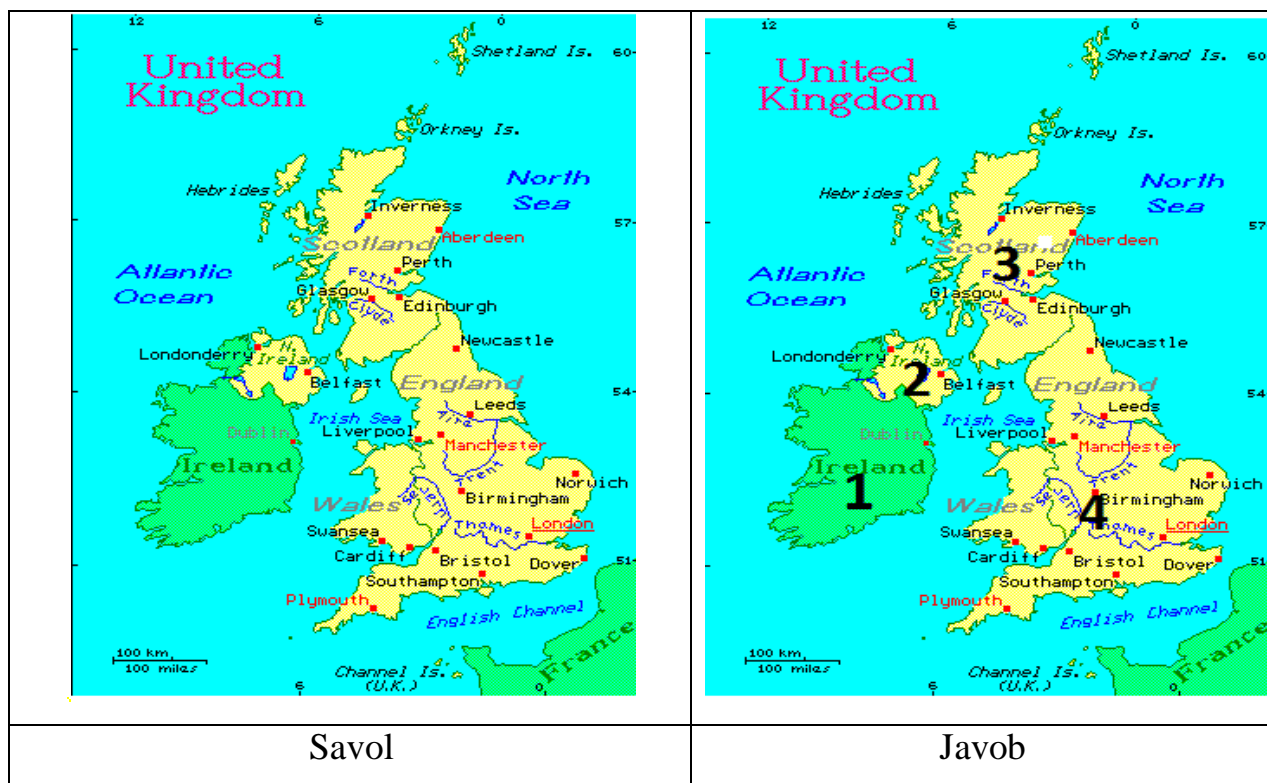 12 6 0
Shetland Is.
60
United
Kingdom
Orkney Is.
North
Sea
Hebrides
Inverness
57
Scotland
Aberdeen
Atlantic
Ocean
Perth
Forth
Glasgow
Edinburgh
Clyde
Newcastle
Londonderry
N.
Ireland
Belfast
England
54
Irish Sea
Leeds
Aire
Dublin
Liverpool
Manchester
Ireland
Trent
Norwich
Birmingham
Wales
Severn
Thames
London
Swansea
Cardiff
Bristol
Dover
51
Southampton
Plymouth
English Channel
France
100 km.
100 miles
Channel Is.
(U.K.)
6 0
Savol
12 6 0
Shetland Is.
60
United
Kingdom
Orkney Is.
North
Sea
Hebrides
Inverness
57
Scotland
Aberdeen
3
Atlantic
Ocean
Perth
Forth
Glasgow
Edinburgh
Clyde
Newcastle
Londonderry
N.
Ireland
2
Belfast
England
54
Irish Sea
Leeds
Aire
Dublin
Liverpool
Manchester
Ireland
1
Trent
Norwich
Birmingham
Wales
Severn
4
Thames
London
Swansea
Cardiff
Bristol
Dover
51
Southampton
Plymouth
English Channel
France
100 km.
100 miles
Channel Is.
(U.K.)
6 0
Javob